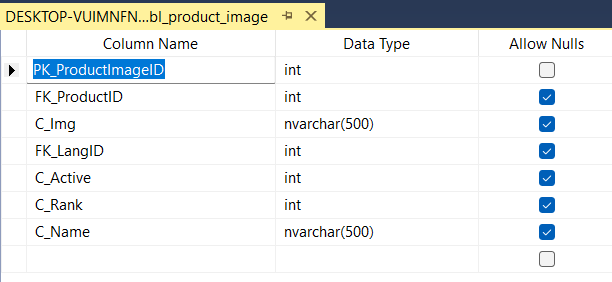 DESKTOP-VUIMNFN...bl_product_image
Column Name Data Type Allow Nulls
PK_ProductImageID int
FK_ProductID int
C_Img nvarchar(500)
FK_LangID int
C_Active int
C_Rank int
C_Name nvarchar(500)